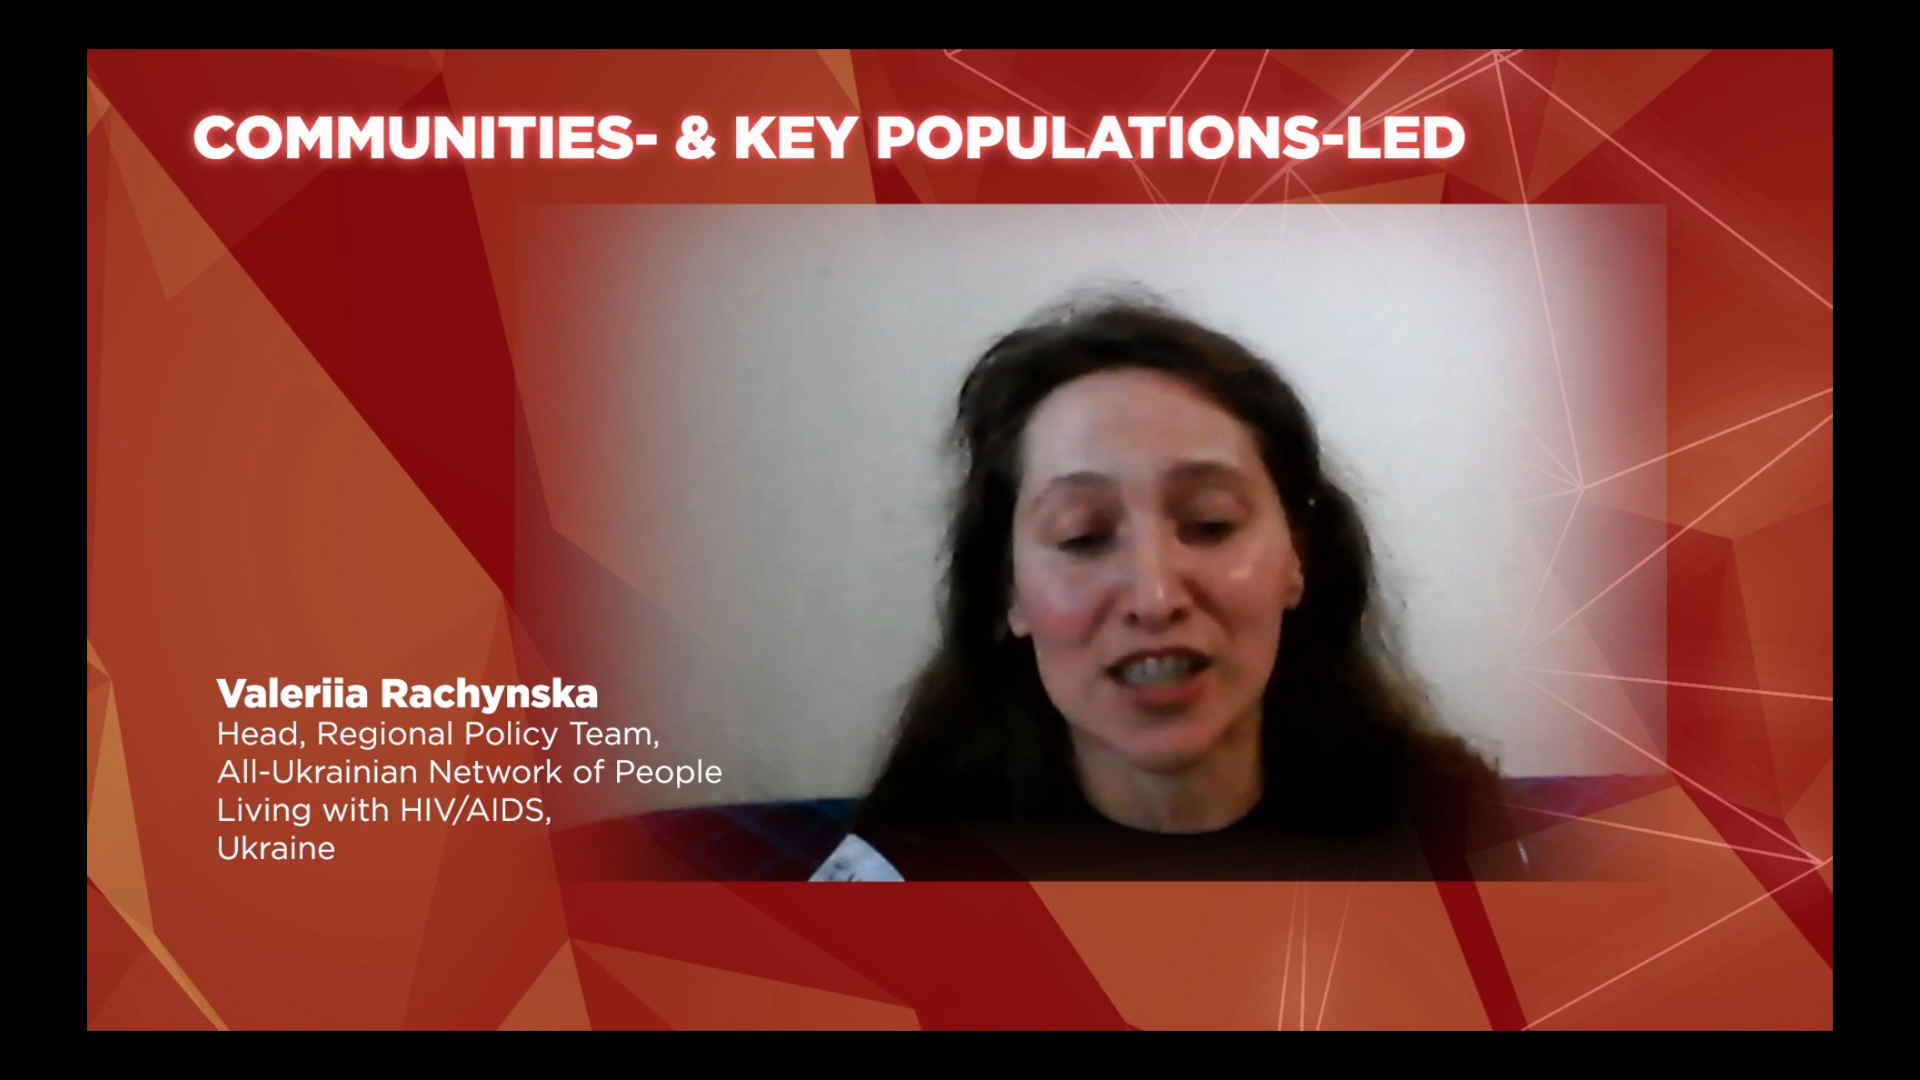 COMMUNITIES- & KEY POPULATIONS-LED
Valeriia Rachynska
Head, Regional Policy Team,
All-Ukrainian Network of People
Living with HIV/AIDS,
Ukraine